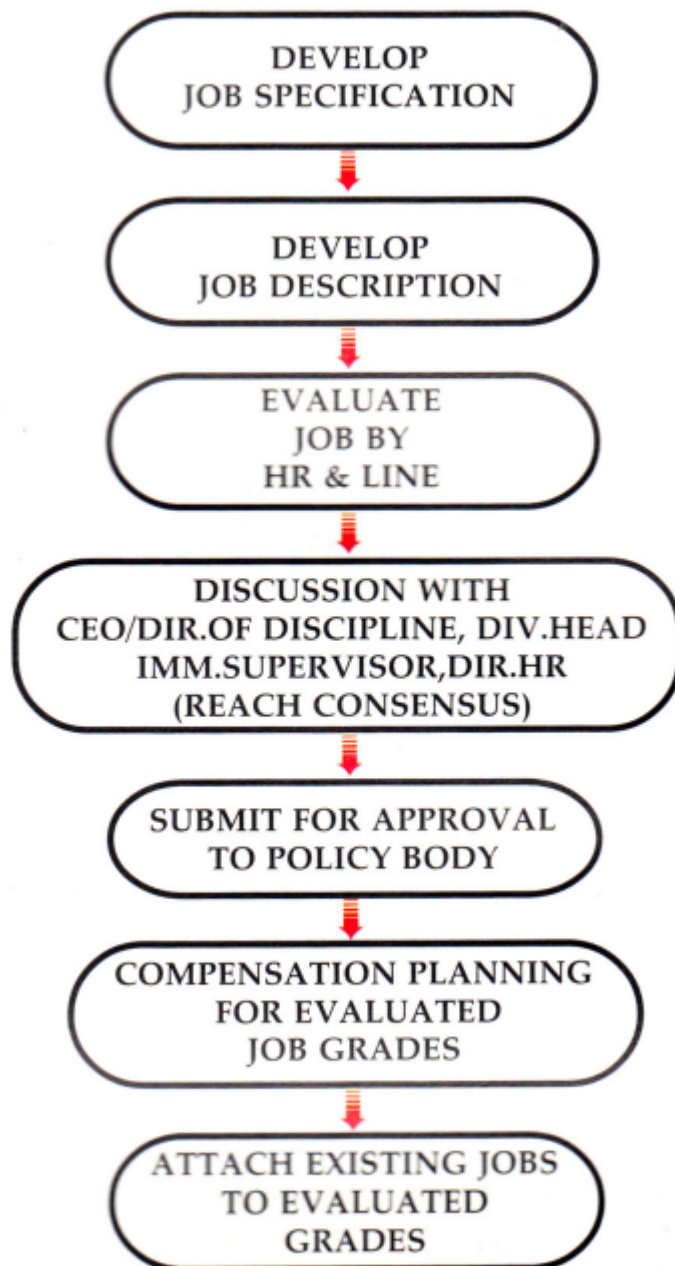 DEVELOP
JOB SPECIFICATION
DEVELOP
JOB DESCRIPTION
EVALUATE
JOB BY
HR & LINE
DISCUSSION WITH
CEO/DIR.OF DISCIPLINE, DIV.HEAD
IMM.SUPERVISOR,DIR.HR
(REACH CONSENSUS)
SUBMIT FOR APPROVAL
TO POLICY BODY
COMPENSATION PLANNING
FOR EVALUATED
JOB GRADES
ATTACH EXISTING JOBS
TO EVALUATED
GRADES